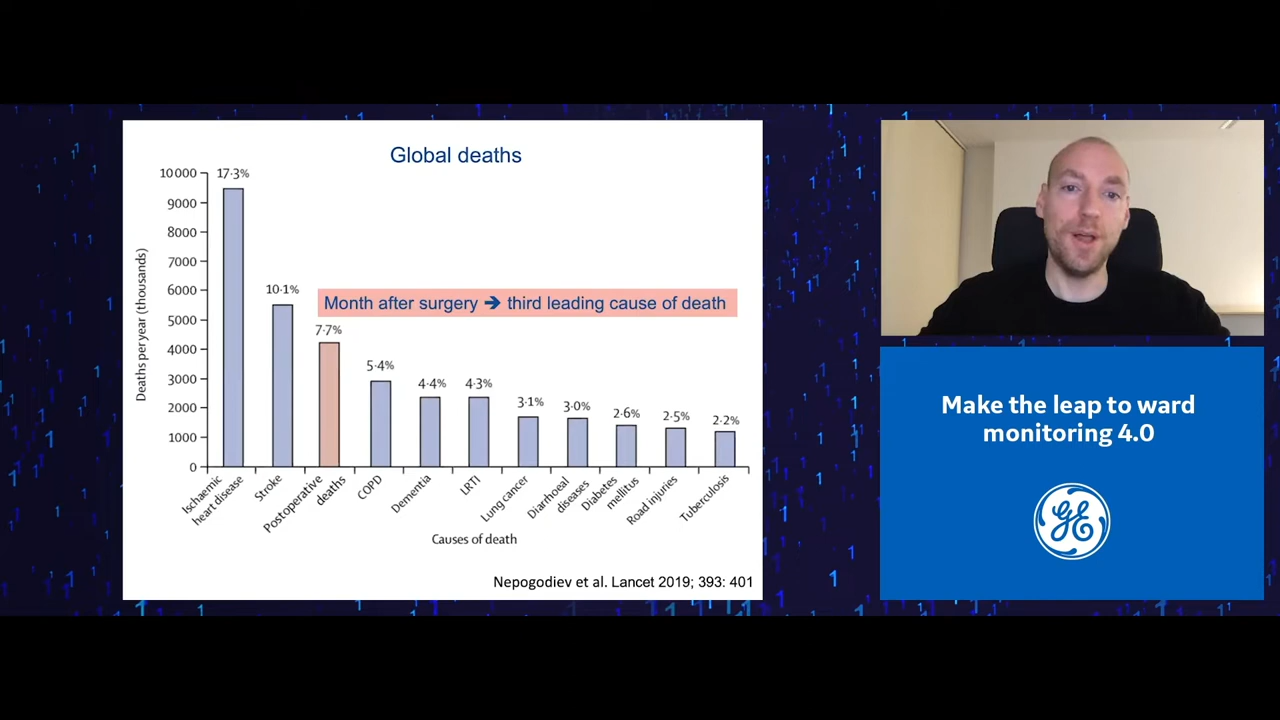 Global deaths
10 000
9000
8000
7000
6000
5000
4000
3000
2000
1000
0
Deaths per year (thousands)
17·3%
10·1%
7·7%
5·4%
4·4%
4·3%
3·1%
3·0%
2·6%
2·5%
2·2%
Month after surgery ➔ third leading cause of death
Ischaemic
heart disease
Stroke
Postoperative
deaths
COPD
Dementia
LRTI
Lung cancer
Diarrhoeal
diseases
Diabetes
mellitus
Road injuries
Tuberculosis
Causes of death
Nepogodiev et al. Lancet 2019; 393: 401
Make the leap to ward
monitoring 4.0
GE